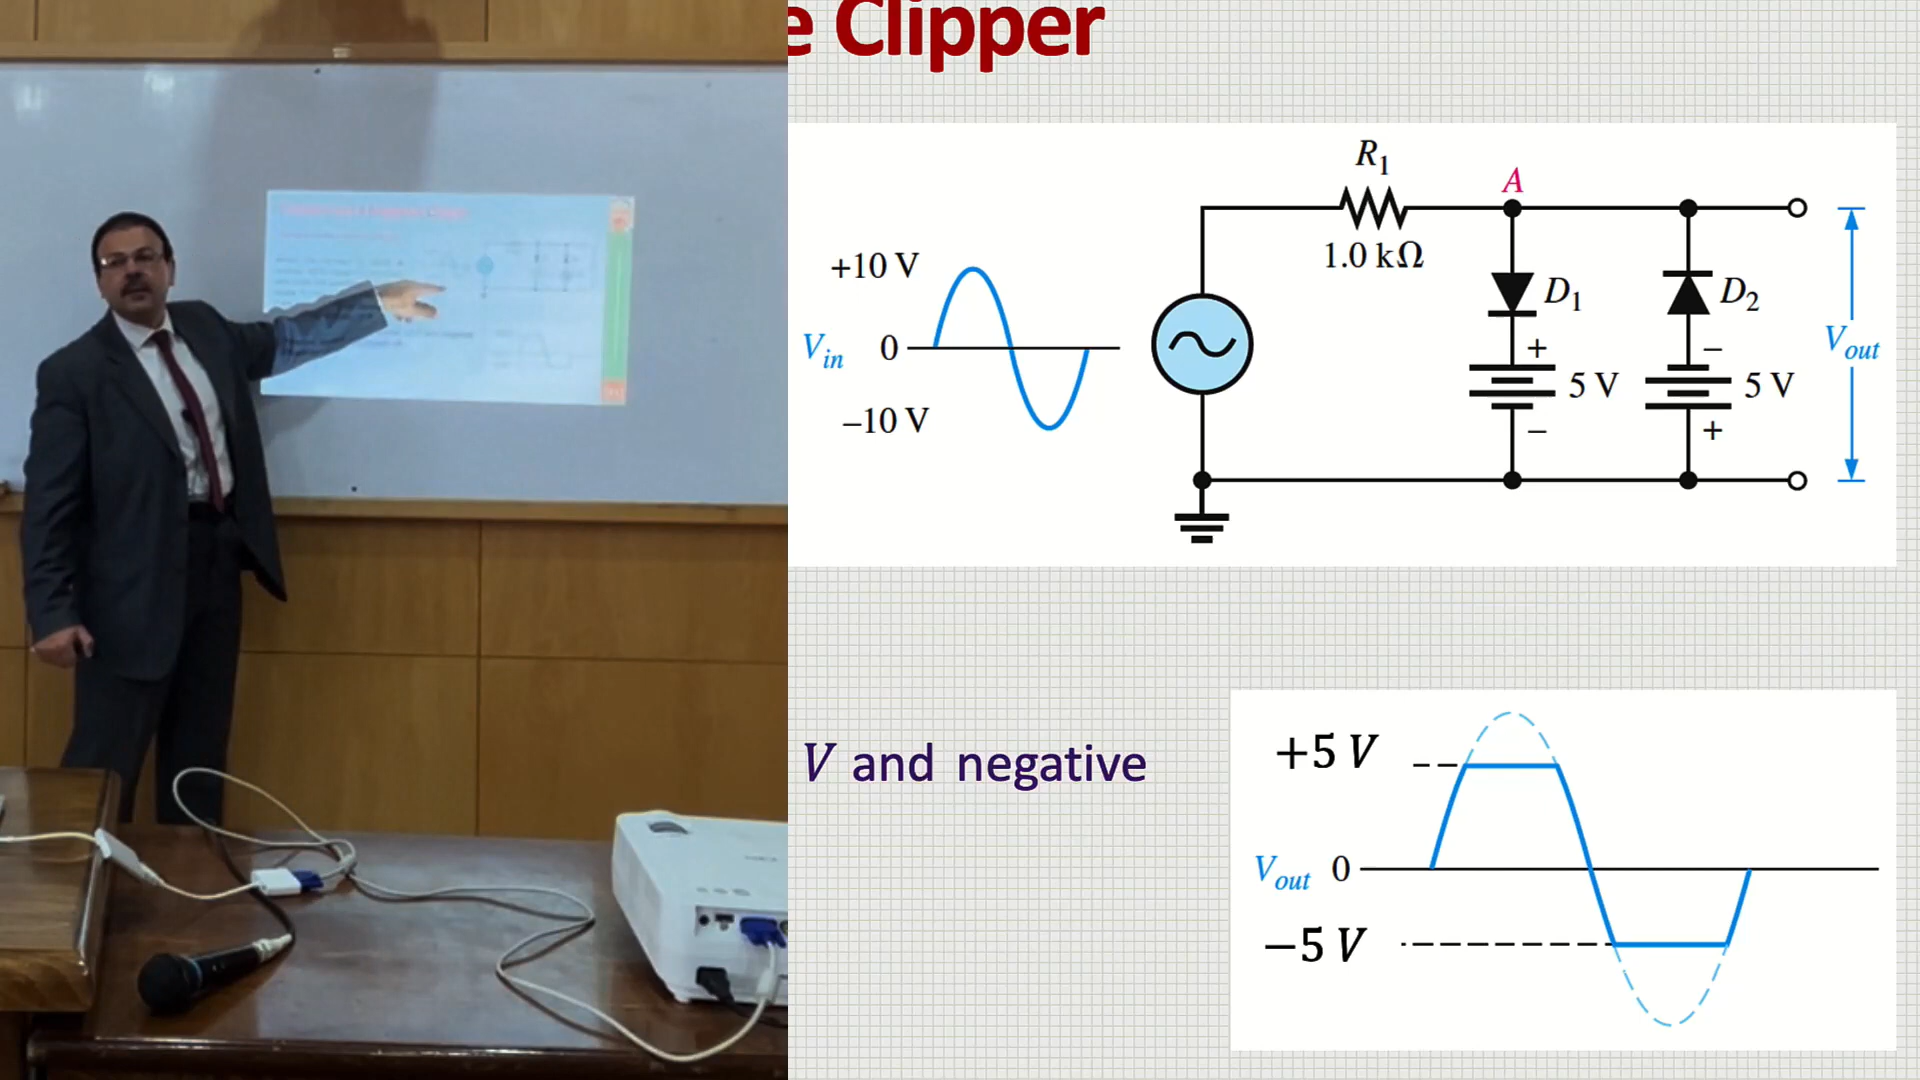 e Clipper
R1
A
1.0 kΩ
+10 V
Vin 0
–10 V
D1
D2
+
–
5 V
5 V
–
+
Vout
V and negative
+5 V
Vout 0
−5 V